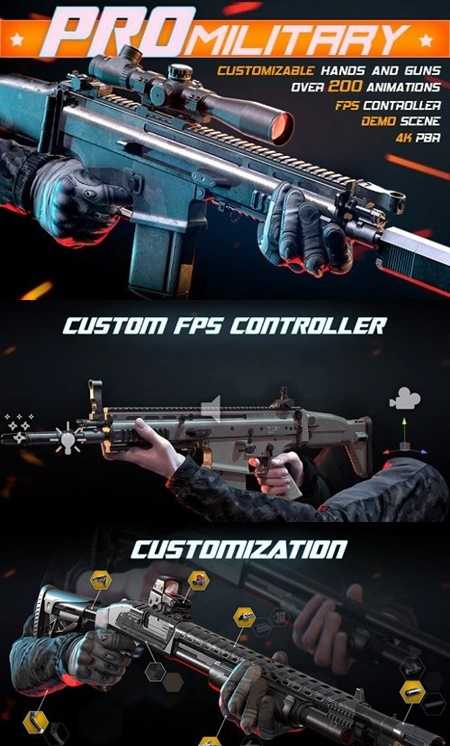 PRO MILITARY
CUSTOMIZABLE HANDS AND GUNS
OVER 200 ANIMATIONS
FPS CONTROLLER
DEMO SCENE
4K PBR
CUSTOM FPS CONTROLLER
CUSTOMIZATION